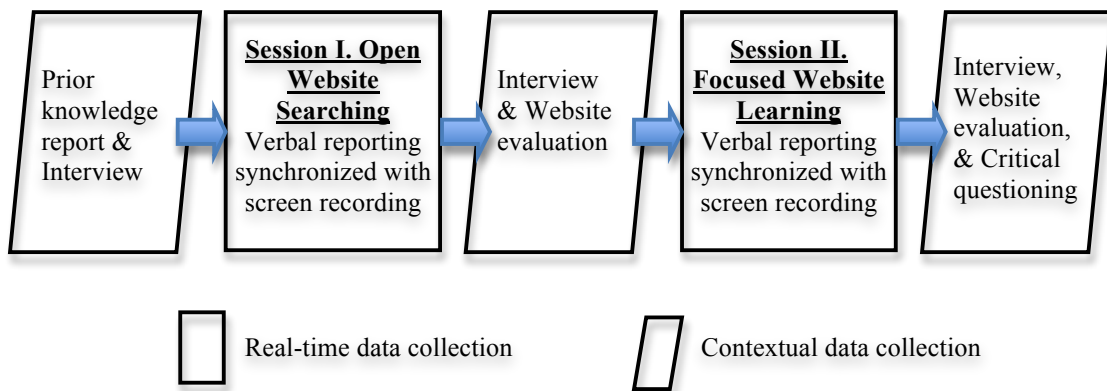 Prior
knowledge
report &
Interview
Session I. Open
Website
Searching
Verbal reporting
synchronized with
screen recording
Interview
& Website
evaluation
Session II.
Focused Website
Learning
Verbal reporting
synchronized with
screen recording
Interview,
Website
evaluation,
& Critical
questioning
Real-time data collection
Contextual data collection